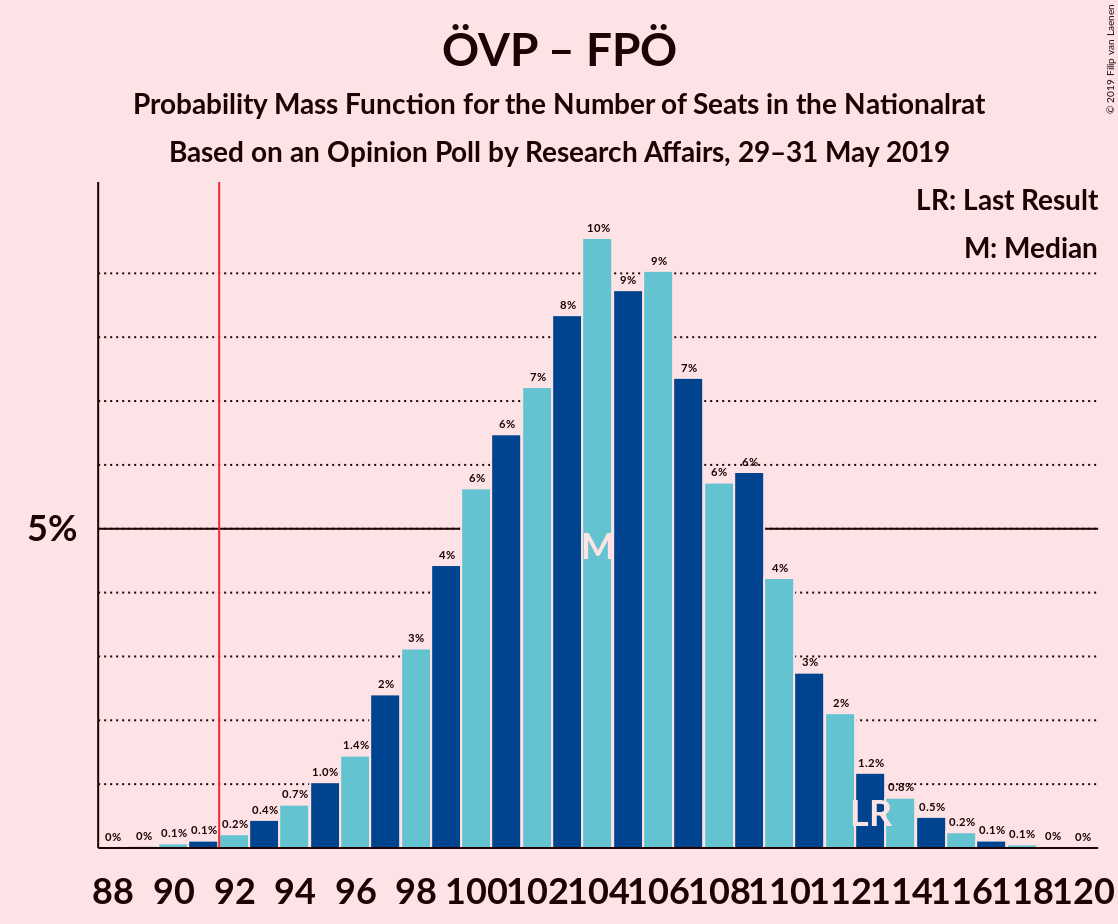 © 2019 Filip van Laenen
ÖVP – FPÖ
Probability Mass Function for the Number of Seats in the Nationalrat
Based on an Opinion Poll by Research Affairs, 29–31 May 2019
LR: Last Result
M: Median
5%
0% 0% 0.1% 0.1% 0.2% 0.4% 0.7% 1.0% 1.4% 2% 3% 4% 6% 6% 7% 8% 10% 9% 9% 7% 6% 6% 4% 3% 2% 1.2% 0.8% 0.5% 0.2% 0.1% 0.1% 0% 0%
M
LR
88 90 92 94 96 98 100 102 104 106 108 110 112 114 116 118 120